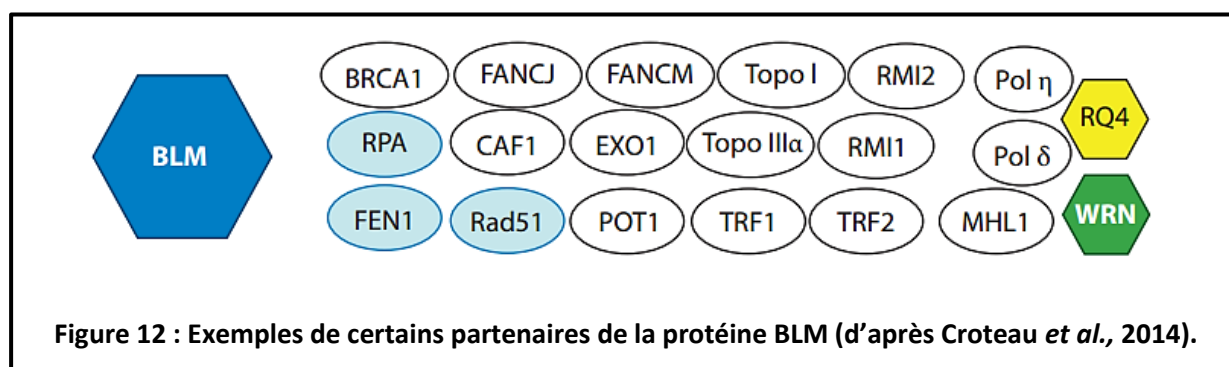 BRCA1 FANCJ FANCM Topo I RMI2 Pol η
RQ4
BLM RPA CAF1 EXO1 Topo IIIα RMI1 Pol δ
FEN1 Rad51 POT1 TRF1 TRF2 MHL1 WRN
Figure 12 : Exemples de certains partenaires de la protéine BLM (d’après Croteau et al., 2014).